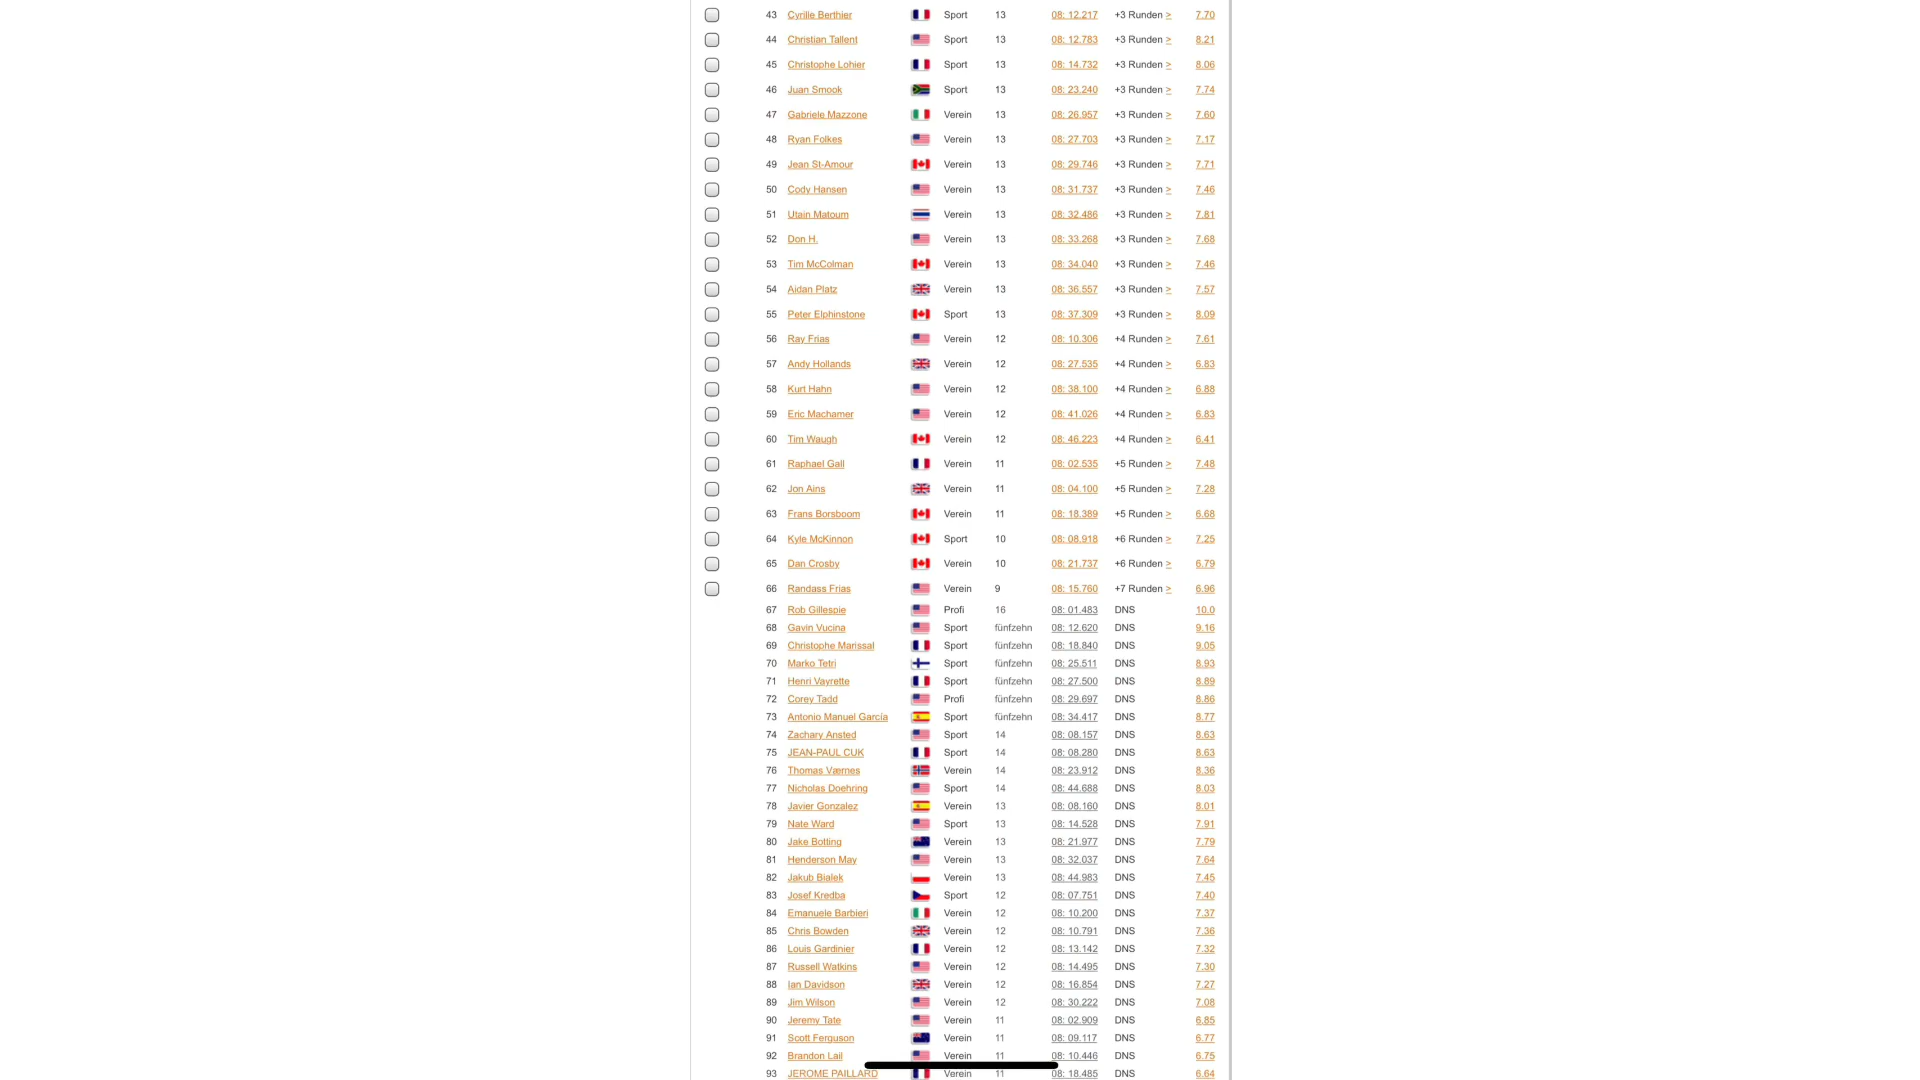 43 Cyrille Berthier Sport 13 08: 12.217 +3 Runden > 7.70
44 Christian Tallent Sport 13 08: 12.783 +3 Runden > 8.21
45 Christophe Lohier Sport 13 08: 14.732 +3 Runden > 8.06
46 Juan Smook Sport 13 08: 23.240 +3 Runden > 7.74
47 Gabriele Mazzone Verein 13 08: 26.957 +3 Runden > 7.60
48 Ryan Folkes Verein 13 08: 27.703 +3 Runden > 7.17
49 Jean St-Amour Verein 13 08: 29.746 +3 Runden > 7.71
50 Cody Hansen Verein 13 08: 31.737 +3 Runden > 7.46
51 Utain Matoum Verein 13 08: 32.486 +3 Runden > 7.81
52 Don H. Verein 13 08: 33.268 +3 Runden > 7.68
53 Tim McColman Verein 13 08: 34.040 +3 Runden > 7.46
54 Aidan Platz Verein 13 08: 36.557 +3 Runden > 7.57
55 Peter Elphinstone Sport 13 08: 37.309 +3 Runden > 8.09
56 Ray Frias Verein 12 08: 10.306 +4 Runden > 7.61
57 Andy Hollands Verein 12 08: 27.535 +4 Runden > 6.83
58 Kurt Hahn Verein 12 08: 38.100 +4 Runden > 6.88
59 Eric Machamer Verein 12 08: 41.026 +4 Runden > 6.83
60 Tim Waugh Verein 12 08: 46.223 +4 Runden > 6.41
61 Raphael Gall Verein 11 08: 02.535 +5 Runden > 7.48
62 Jon Ains Verein 11 08: 04.100 +5 Runden > 7.28
63 Frans Borsboom Verein 11 08: 18.389 +5 Runden > 6.68
64 Kyle McKinnon Sport 10 08: 08.918 +6 Runden > 7.25
65 Dan Crosby Verein 10 08: 21.737 +6 Runden > 6.79
66 Randass Frias Verein 9 08: 15.760 +7 Runden > 6.96
67 Rob Gillespie Profi 16 08: 01.483 DNS 10.0
68 Gavin Vucina Sport fünfzehn 08: 12.620 DNS 9.16
69 Christophe Marissal Sport fünfzehn 08: 18.840 DNS 9.05
70 Marko Tetri Sport fünfzehn 08: 25.511 DNS 8.93
71 Henri Vayrette Sport fünfzehn 08: 27.500 DNS 8.89
72 Corey Tadd Profi fünfzehn 08: 29.697 DNS 8.86
73 Antonio Manuel García Sport fünfzehn 08: 34.417 DNS 8.77
74 Zachary Ansted Sport 14 08: 08.157 DNS 8.63
75 JEAN-PAUL CUK Sport 14 08: 08.280 DNS 8.63
76 Thomas Værnes Verein 14 08: 23.912 DNS 8.36
77 Nicholas Doehring Sport 14 08: 44.688 DNS 8.03
78 Javier Gonzalez Verein 13 08: 08.160 DNS 8.01
79 Nate Ward Sport 13 08: 14.528 DNS 7.91
80 Jake Botting Verein 13 08: 21.977 DNS 7.79
81 Henderson May Verein 13 08: 32.037 DNS 7.64
82 Jakub Bialek Verein 13 08: 44.983 DNS 7.45
83 Josef Kredba Sport 12 08: 07.751 DNS 7.40
84 Emanuele Barbieri Verein 12 08: 10.200 DNS 7.37
85 Chris Bowden Verein 12 08: 10.791 DNS 7.36
86 Louis Gardinier Verein 12 08: 13.142 DNS 7.32
87 Russell Watkins Verein 12 08: 14.495 DNS 7.30
88 Ian Davidson Verein 12 08: 16.854 DNS 7.27
89 Jim Wilson Verein 12 08: 30.222 DNS 7.08
90 Jeremy Tate Verein 11 08: 02.909 DNS 6.85
91 Scott Ferguson Verein 11 08: 09.117 DNS 6.77
92 Brandon Lail Verein 11 08: 10.446 DNS 6.75
93 JEROME PAILLARD Verein 11 08: 18.485 DNS 6.64